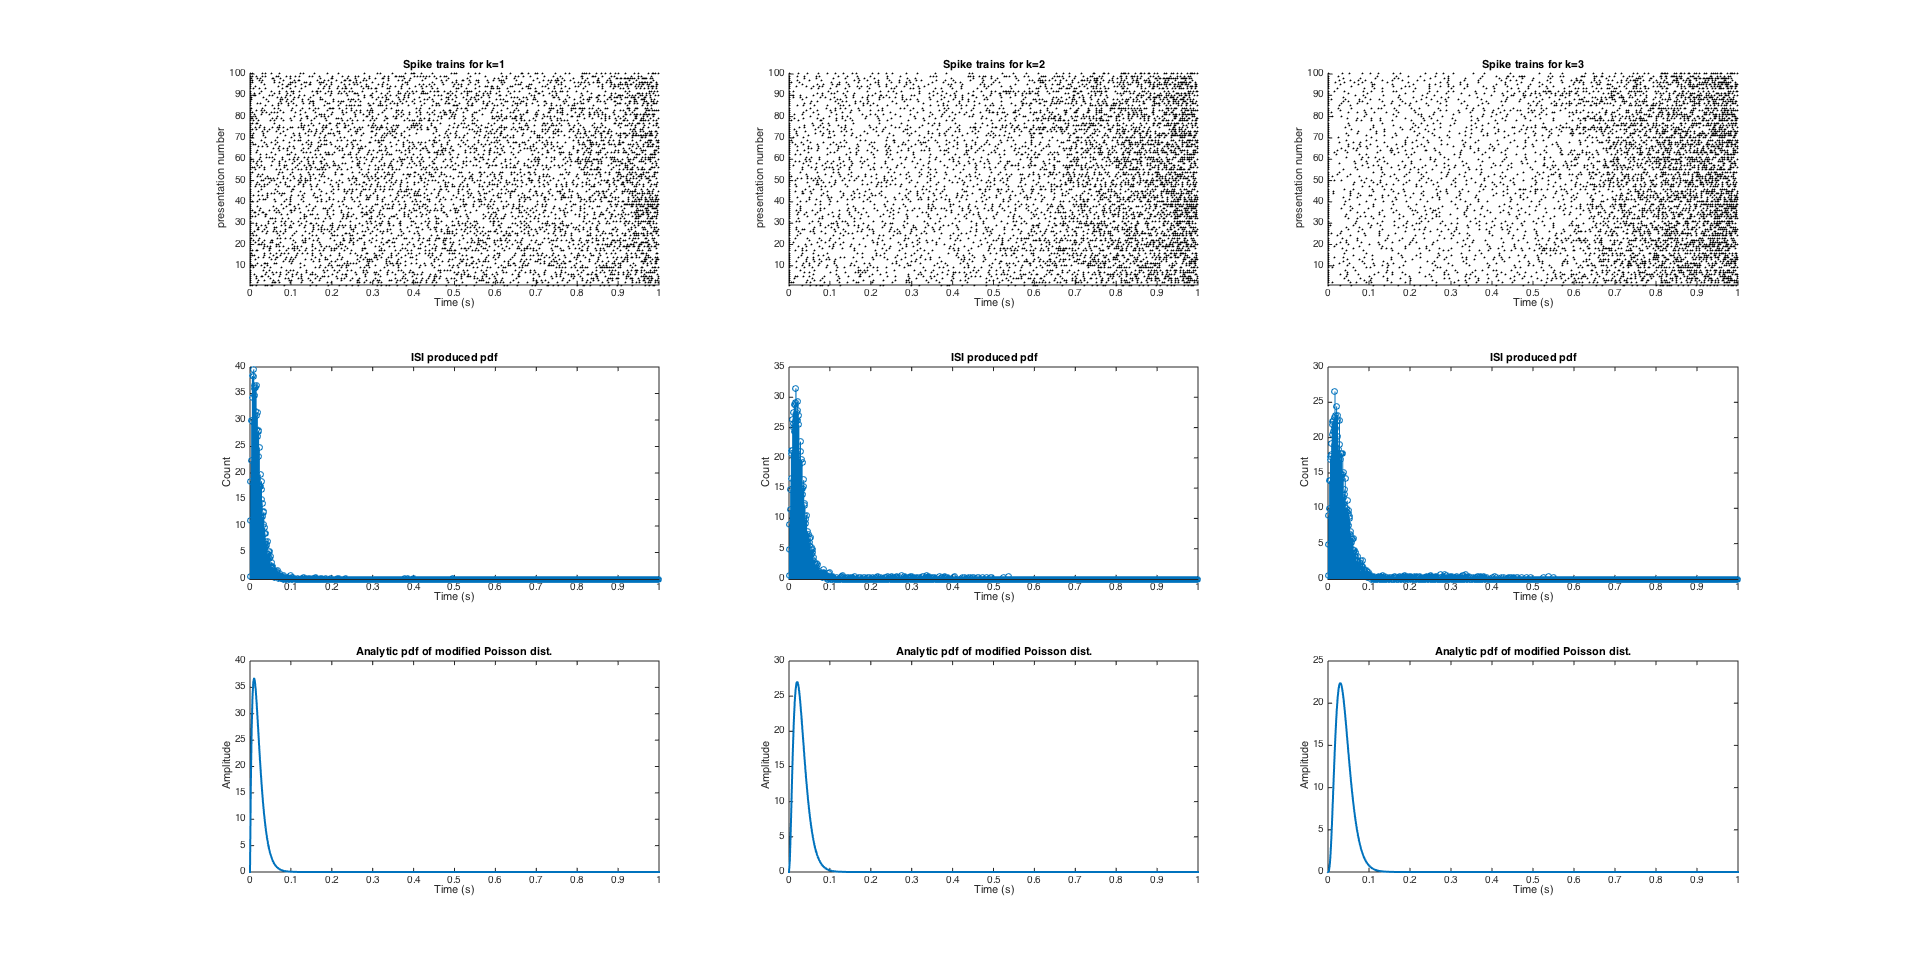 Spike trains for k=1
100
90
80
70
60
50
40
30
20
10
presentation number
0 0.1 0.2 0.3 0.4 0.5 0.6 0.7 0.8 0.9 1
Time (s)
Spike trains for k=2
100
90
80
70
60
50
40
30
20
10
presentation number
0 0.1 0.2 0.3 0.4 0.5 0.6 0.7 0.8 0.9 1
Time (s)
Spike trains for k=3
100
90
80
70
60
50
40
30
20
10
presentation number
0 0.1 0.2 0.3 0.4 0.5 0.6 0.7 0.8 0.9 1
Time (s)
ISI produced pdf
40
35
30
25
20
15
10
5
0
Count
0 0.1 0.2 0.3 0.4 0.5 0.6 0.7 0.8 0.9 1
Time (s)
ISI produced pdf
35
30
25
20
15
10
5
0
Count
0 0.1 0.2 0.3 0.4 0.5 0.6 0.7 0.8 0.9 1
Time (s)
ISI produced pdf
30
25
20
15
10
5
0
Count
0 0.1 0.2 0.3 0.4 0.5 0.6 0.7 0.8 0.9 1
Time (s)
Analytic pdf of modified Poisson dist.
40
35
30
25
20
15
10
5
0
Amplitude
0 0.1 0.2 0.3 0.4 0.5 0.6 0.7 0.8 0.9 1
Time (s)
Analytic pdf of modified Poisson dist.
30
25
20
15
10
5
0
Amplitude
0 0.1 0.2 0.3 0.4 0.5 0.6 0.7 0.8 0.9 1
Time (s)
Analytic pdf of modified Poisson dist.
25
20
15
10
5
0
Amplitude
0 0.1 0.2 0.3 0.4 0.5 0.6 0.7 0.8 0.9 1
Time (s)